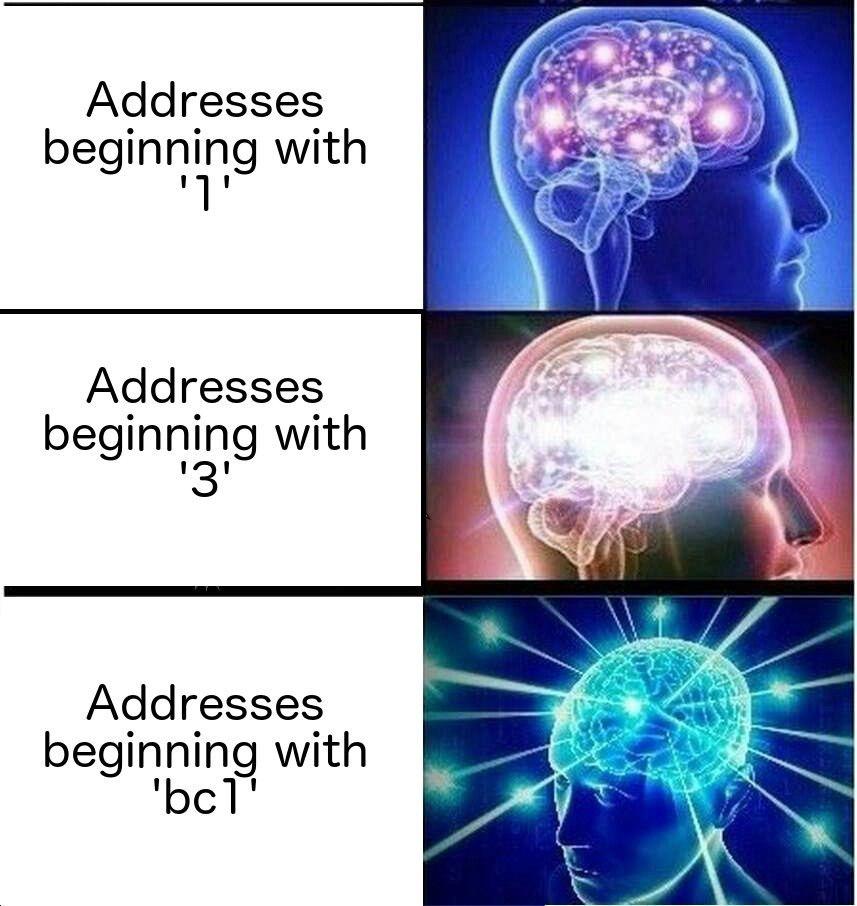 Addresses
beginning with
'1'
Addresses
beginning with
'3'
Addresses
beginning with
'bc1'